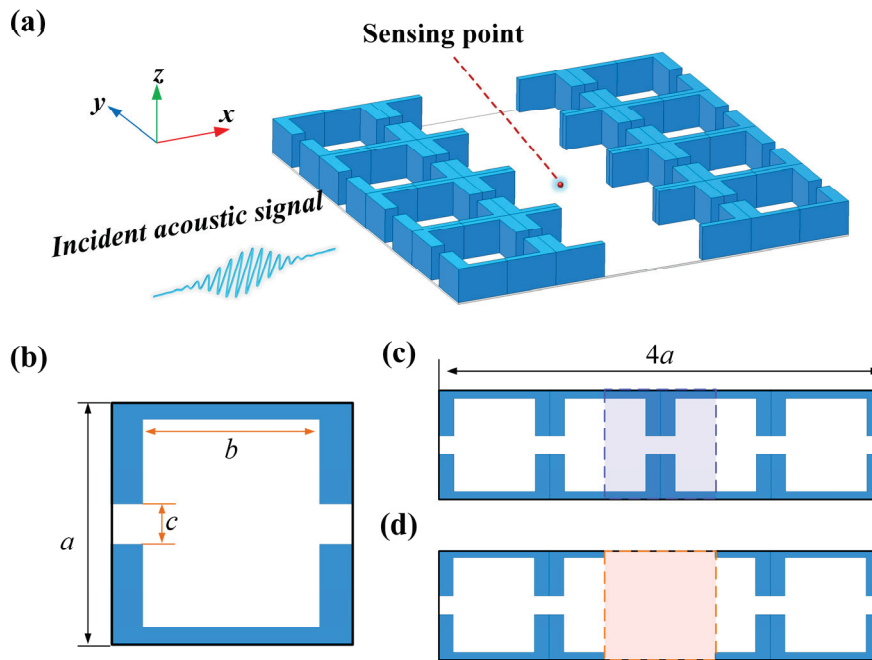 (a)
Sensing point
z
y
x
Incident acoustic signal
(b)
(c)
4a
b
c
a
(d)